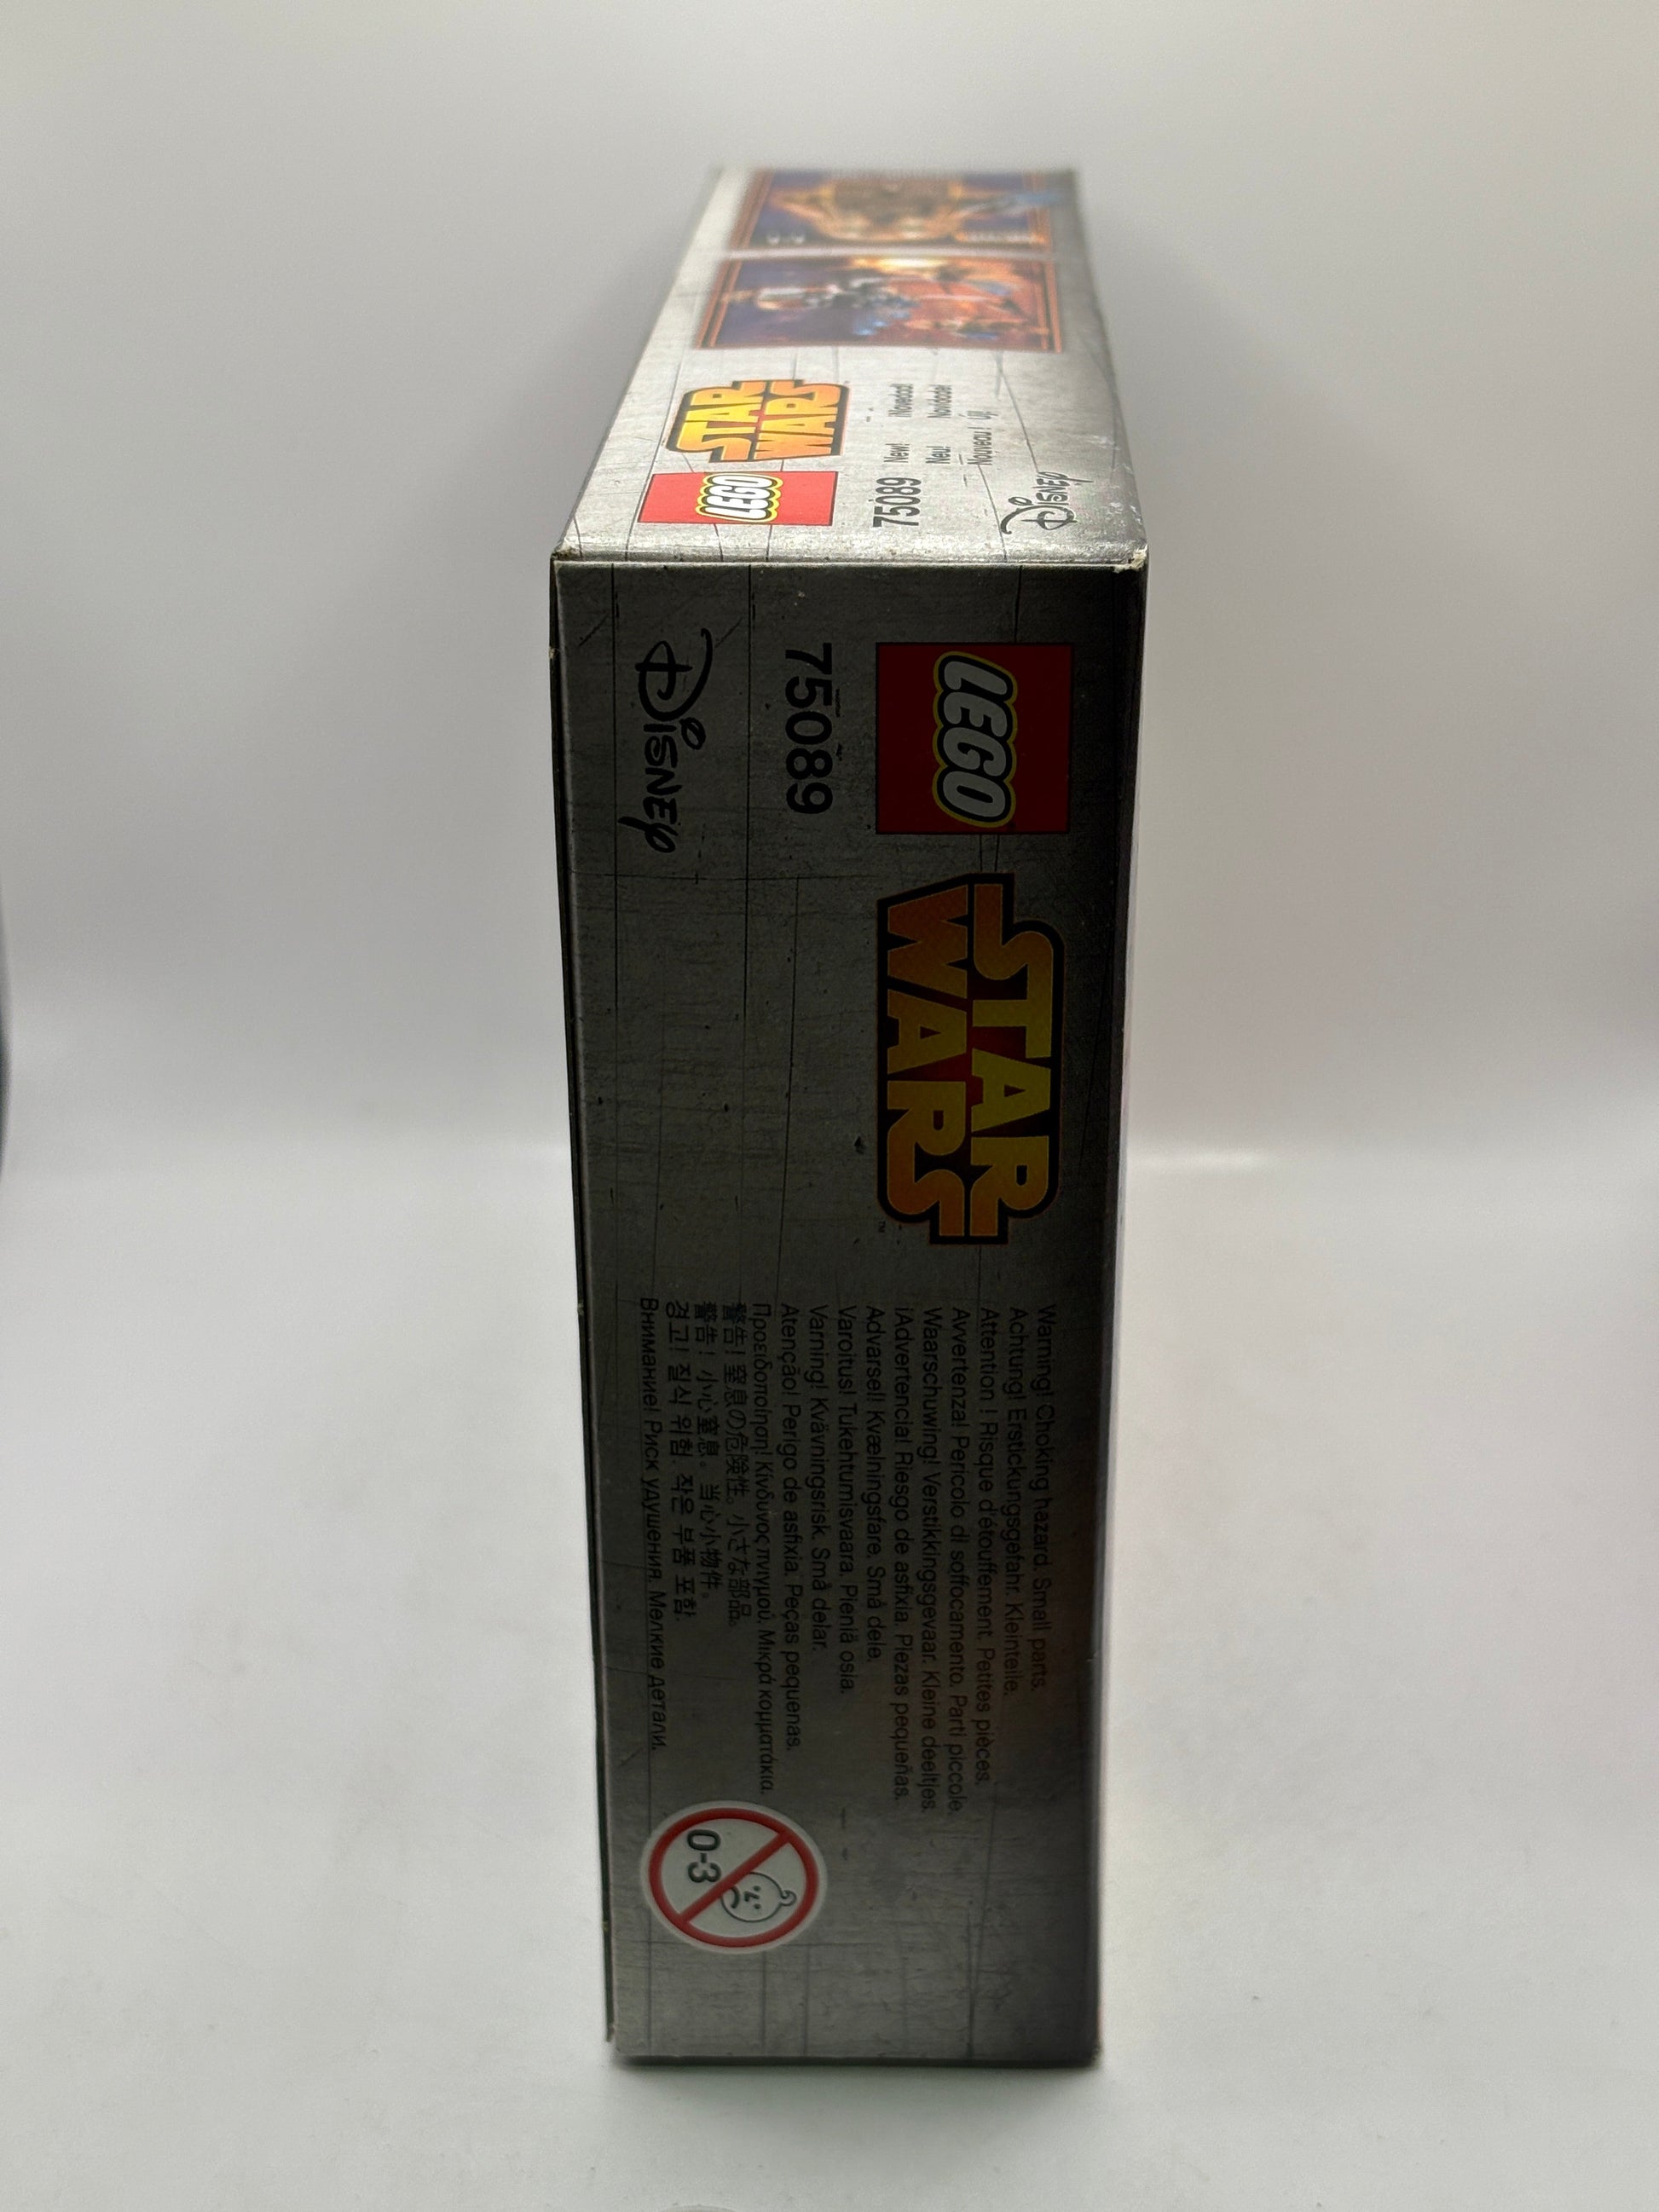 STAR
WARS
LEGO
75089
New!
¡Novedad!
Neu!
Novidade!
Nouveau !
Új!
Disney
LEGO
STAR
WARS
™
75089
Disney
Warning! Choking hazard. Small parts.
Achtung! Erstickungsgefahr. Kleinteile.
Attention ! Risque d'étouffement. Petites pièces.
Avvertenza! Pericolo di soffocamento. Parti piccole.
Waarschuwing! Verstikkingsgevaar. Kleine deeltjes.
¡Advertencia! Riesgo de asfixia. Piezas pequeñas.
Advarsel! Kvælningsfare. Små dele.
Varoitus! Tukehtumisvaara. Pieniä osia.
Varning! Kvävningsrisk. Små delar.
Atenção! Perigo de asfixia. Peças pequenas.
Προειδοποίηση! Κίνδυνος πνιγμού. Μικρά κομματάκια.
警告! 窒息の危険性。小さな部品。
警告! 小心窒息。当心小物件。
경고! 질식 위험. 작은 부품 포함.
Внимание! Риск удушения. Мелкие детали.
0-3